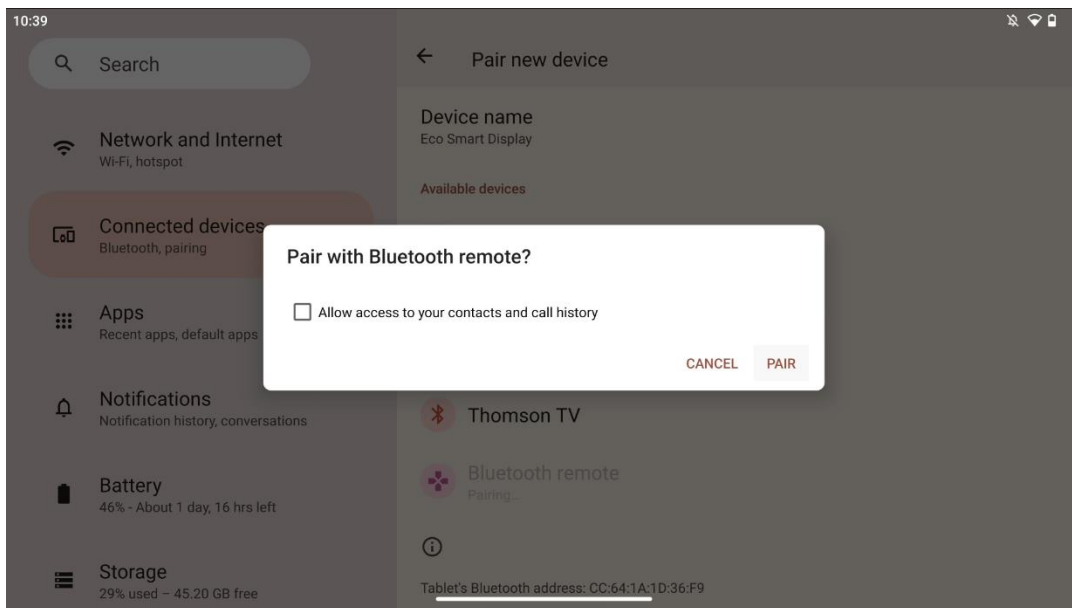 10:39
Search
Network and Internet
Wi-Fi, hotspot
Connected devices
Bluetooth, pairing
Apps
Recent apps, default apps
Notifications
Notification history, conversations
Battery
46% - About 1 day, 16 hrs left
Storage
29% used – 45.20 GB free
Pair new device
Device name
Eco Smart Display
Available devices
Pair with Bluetooth remote?
Allow access to your contacts and call history
CANCEL PAIR
Thomson TV
Bluetooth remote
Pairing...
Tablet's Bluetooth address: CC:64:1A:1D:36:F9